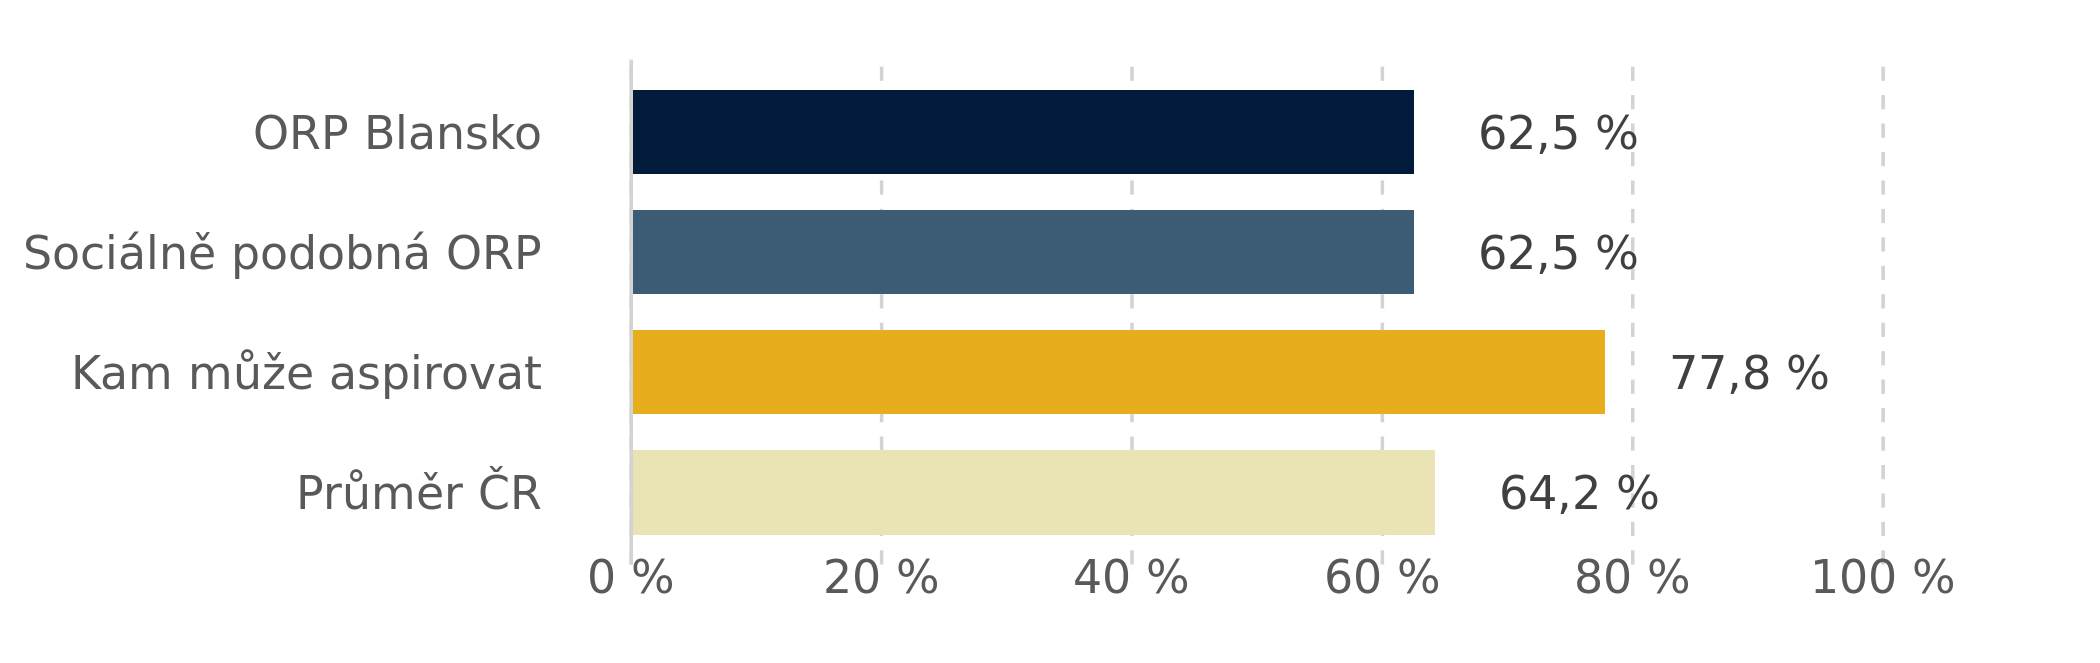 ORP Blansko 62,5 %
Sociálně podobná ORP 62,5 %
Kam může aspirovat 77,8 %
Průměr ČR 64,2 %
0 % 20 % 40 % 60 % 80 % 100 %